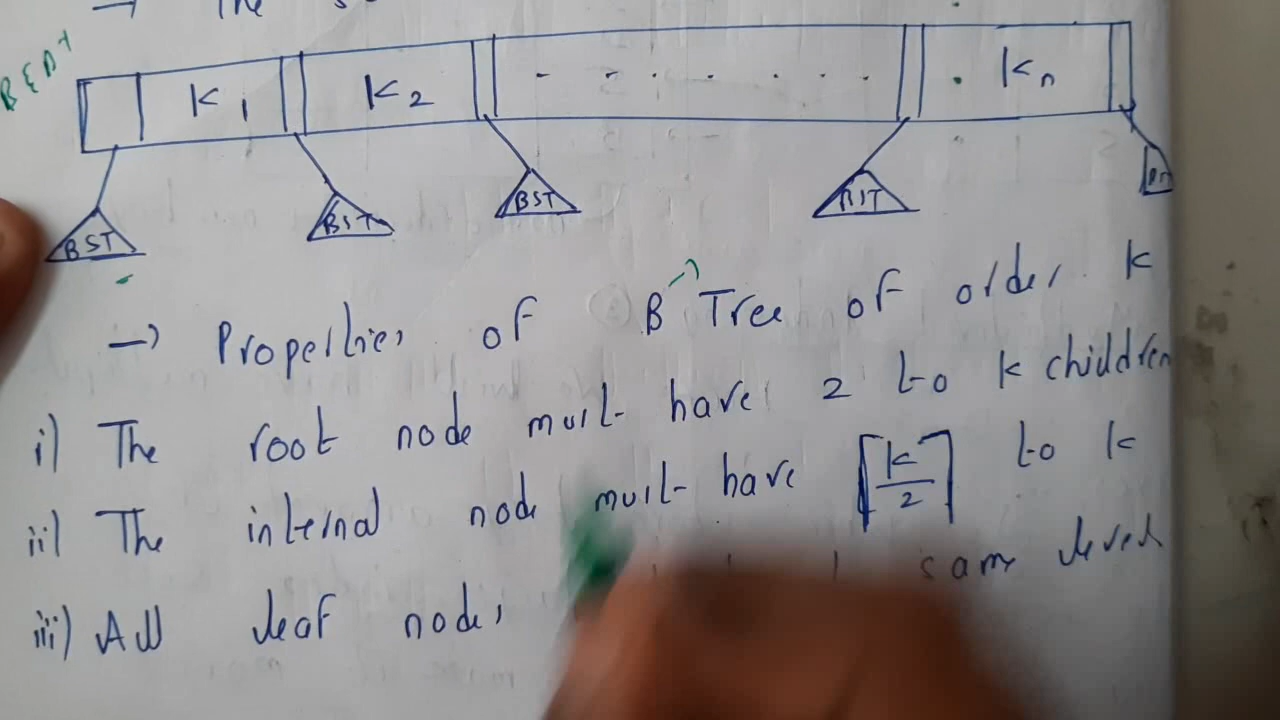 → The
B & D+
K1 K2 - - . . . . . . Kn
BST BST BST BST
→ Properties of B Tree of order K
i) The root node must have 2 to K children
ii) The internal node must have ⌈K/2⌉ to K
iii) All leaf nodes same level